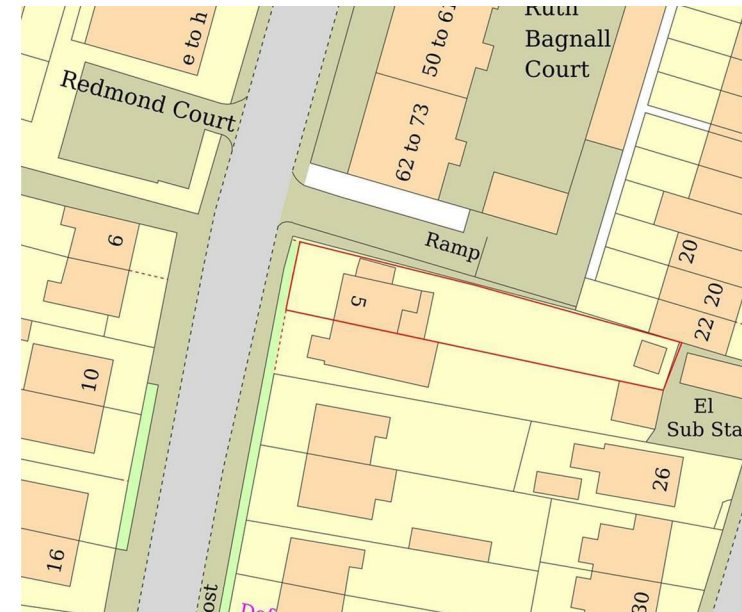 e to h
Redmond Court
50 to 61
62 to 73
Ruth
Bagnall
Court
Ramp
20
20
22
6
5
10
El
Sub Sta
26
16
30
ost